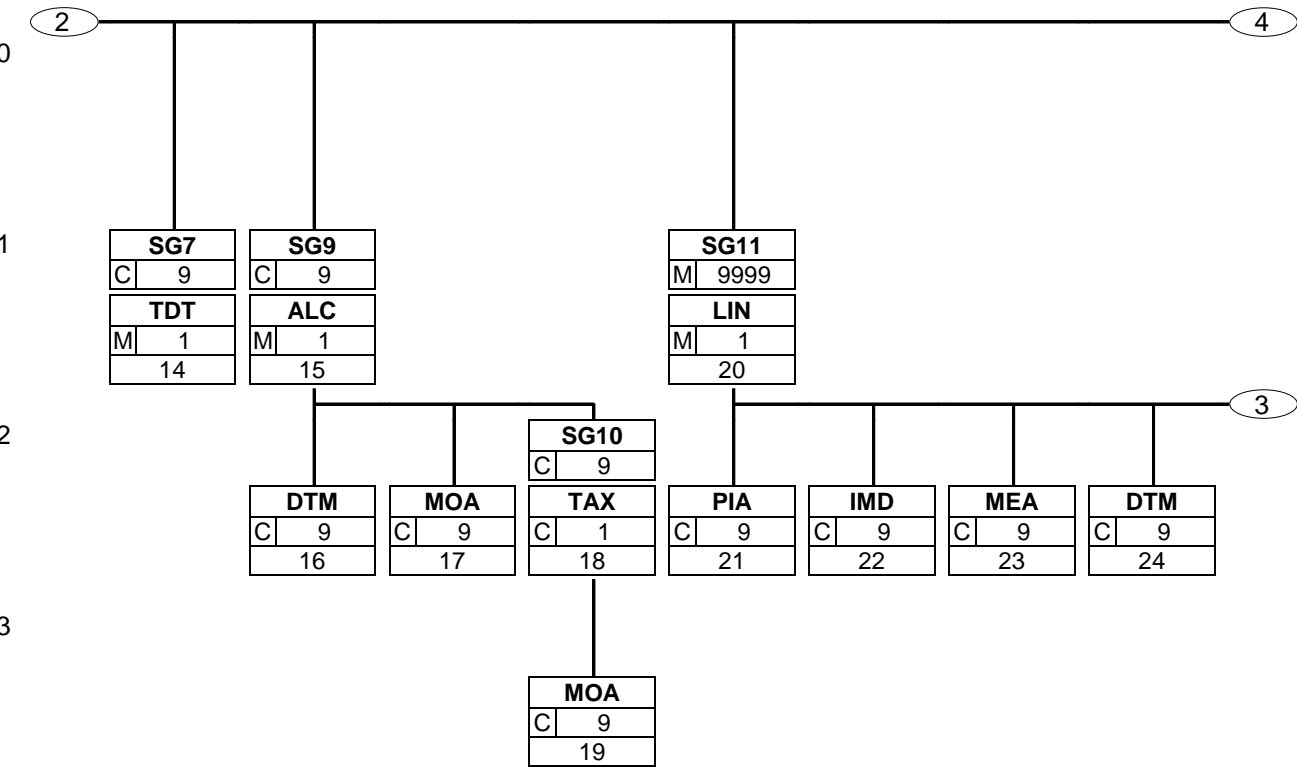 2 4
0
1
SG7 SG9 SG11
C 9 C 9 M 9999
TDT ALC LIN
M 1 M 1 M 1
14 15 20
3
2
SG10
C 9
DTM MOA TAX PIA IMD MEA DTM
C 9 C 9 C 1 C 9 C 9 C 9 C 9
16 17 18 21 22 23 24
3
MOA
C 9
19